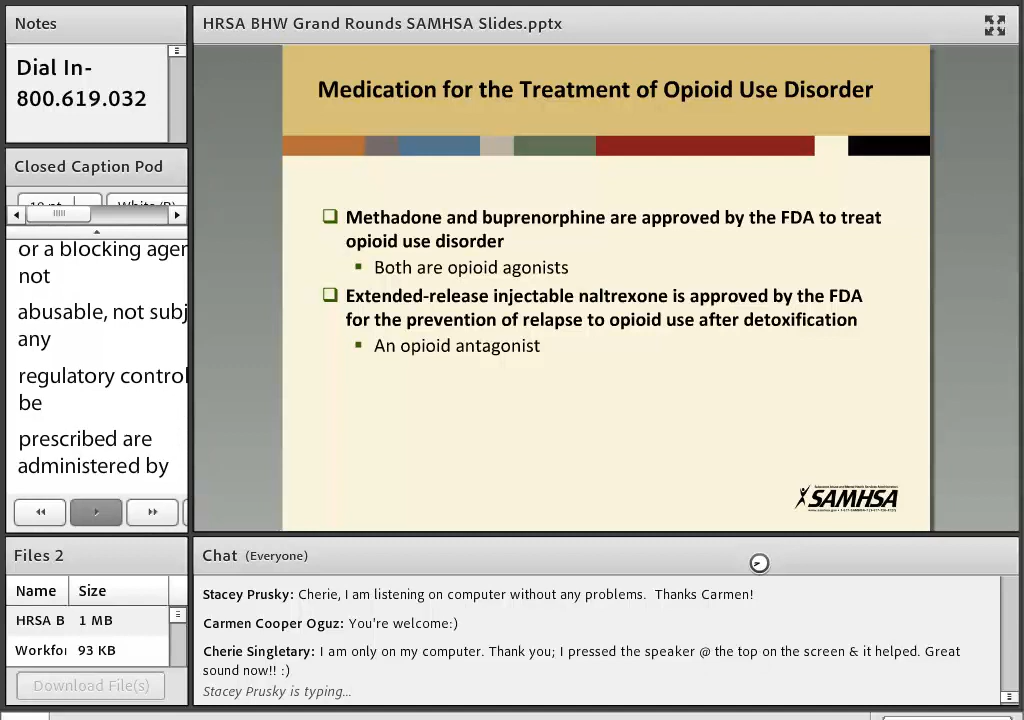 Notes
Dial In-
800.619.032
Closed Caption Pod
or a blocking agen
not
abusable, not subj
any
regulatory control
be
prescribed are
administered by
Files 2
Name Size
HRSA B 1 MB
Workfo 93 KB
Download File(s)
HRSA BHW Grand Rounds SAMHSA Slides.pptx
Medication for the Treatment of Opioid Use Disorder
Methadone and buprenorphine are approved by the FDA to treat
opioid use disorder
Both are opioid agonists
Extended-release injectable naltrexone is approved by the FDA
for the prevention of relapse to opioid use after detoxification
An opioid antagonist
SAMHSA
Chat (Everyone)
Stacey Prusky: Cherie, I am listening on computer without any problems. Thanks Carmen!
Carmen Cooper Oguz: You're welcome:)
Cherie Singletary: I am only on my computer. Thank you; I pressed the speaker @ the top on the screen & it helped. Great
sound now!! :)
Stacey Prusky is typing...